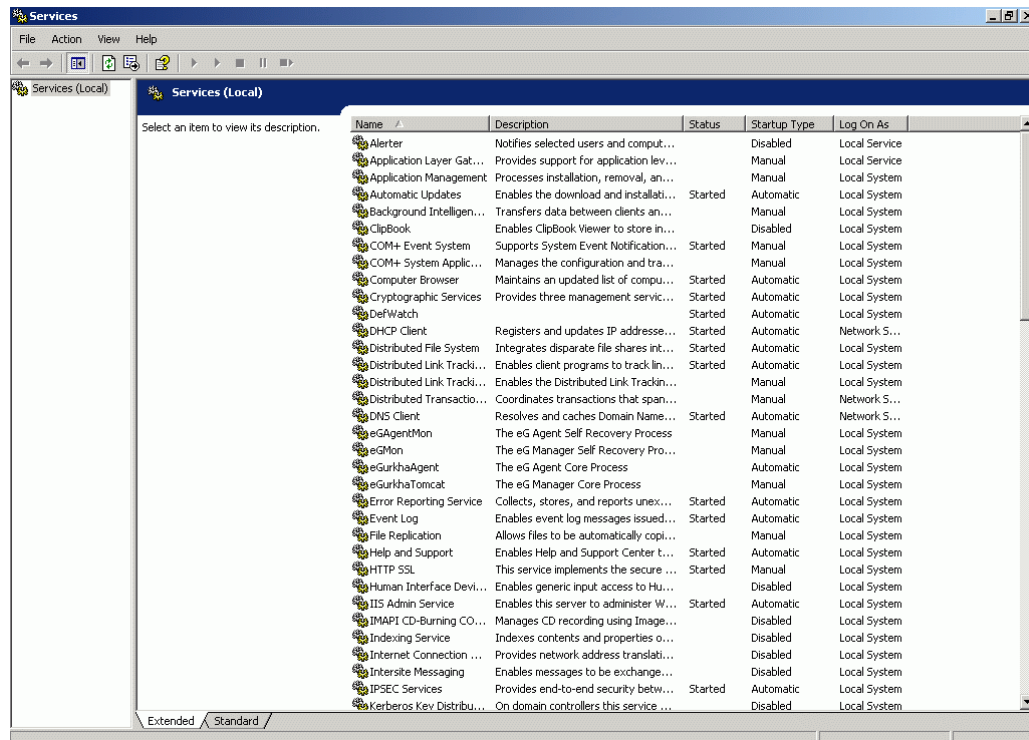 Services
File Action View Help
Services (Local)
Services (Local)
Select an item to view its description.
Name Description Status Startup Type Log On As
Alerter Notifies selected users and comput... Disabled Local Service
Application Layer Gat... Provides support for application lev... Manual Local Service
Application Management Processes installation, removal, an... Manual Local System
Automatic Updates Enables the download and installati... Started Automatic Local System
Background Intelligen... Transfers data between clients an... Manual Local System
ClipBook Enables ClipBook Viewer to store in... Disabled Local System
COM+ Event System Supports System Event Notification... Started Manual Local System
COM+ System Applic... Manages the configuration and tra... Manual Local System
Computer Browser Maintains an updated list of compu... Started Automatic Local System
Cryptographic Services Provides three management servic... Started Automatic Local System
DefWatch Started Automatic Local System
DHCP Client Registers and updates IP addresse... Started Automatic Network S...
Distributed File System Integrates disparate file shares int... Started Automatic Local System
Distributed Link Tracki... Enables client programs to track lin... Started Automatic Local System
Distributed Link Tracki... Enables the Distributed Link Trackin... Manual Local System
Distributed Transactio... Coordinates transactions that span... Manual Network S...
DNS Client Resolves and caches Domain Name... Started Automatic Network S...
eGAgentMon The eG Agent Self Recovery Process Manual Local System
eGMon The eG Manager Self Recovery Pro... Manual Local System
eGurkhaAgent The eG Agent Core Process Automatic Local System
eGurkhaTomcat The eG Manager Core Process Manual Local System
Error Reporting Service Collects, stores, and reports unex... Started Automatic Local System
Event Log Enables event log messages issued... Started Automatic Local System
File Replication Allows files to be automatically copi... Manual Local System
Help and Support Enables Help and Support Center t... Started Automatic Local System
HTTP SSL This service implements the secure ... Started Manual Local System
Human Interface Devi... Enables generic input access to Hu... Disabled Local System
IIS Admin Service Enables this server to administer W... Started Automatic Local System
IMAPI CD-Burning CO... Manages CD recording using Image... Disabled Local System
Indexing Service Indexes contents and properties o... Disabled Local System
Internet Connection ... Provides network address translati... Disabled Local System
Intersite Messaging Enables messages to be exchange... Disabled Local System
IPSEC Services Provides end-to-end security betw... Started Automatic Local System
Kerberos Key Distribu... On domain controllers this service ... Disabled Local System
Extended Standard